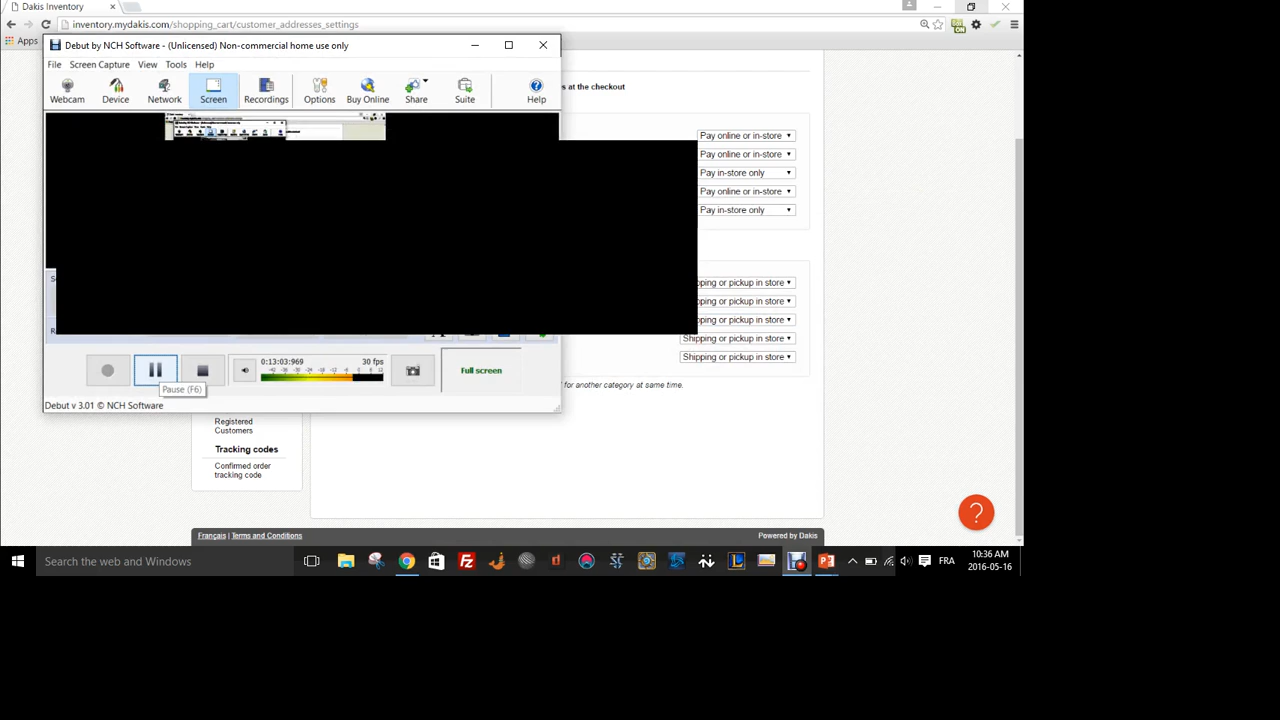 Dakis Inventory
inventory.mydakis.com/shopping_cart/customer_addresses_settings
ON
Apps
Debut by NCH Software - (Unlicensed) Non-commercial home use only
File Screen Capture View Tools Help
Webcam Device Network Screen Recordings Options Buy Online Share Suite Help
s at the checkout
Pay online or in-store
Pay online or in-store
Pay in-store only
Pay online or in-store
Pay in-store only
pping or pickup in store
pping or pickup in store
pping or pickup in store
Shipping or pickup in store
Shipping or pickup in store
0:13:03:969 30 fps
Full screen
Pause (F6)
for another category at same time.
Debut v 3.01 © NCH Software
Registered
Customers
Tracking codes
Confirmed order
tracking code
Français | Terms and Conditions
Powered by Dakis
Search the web and Windows
FRA
10:36 AM
2016-05-16